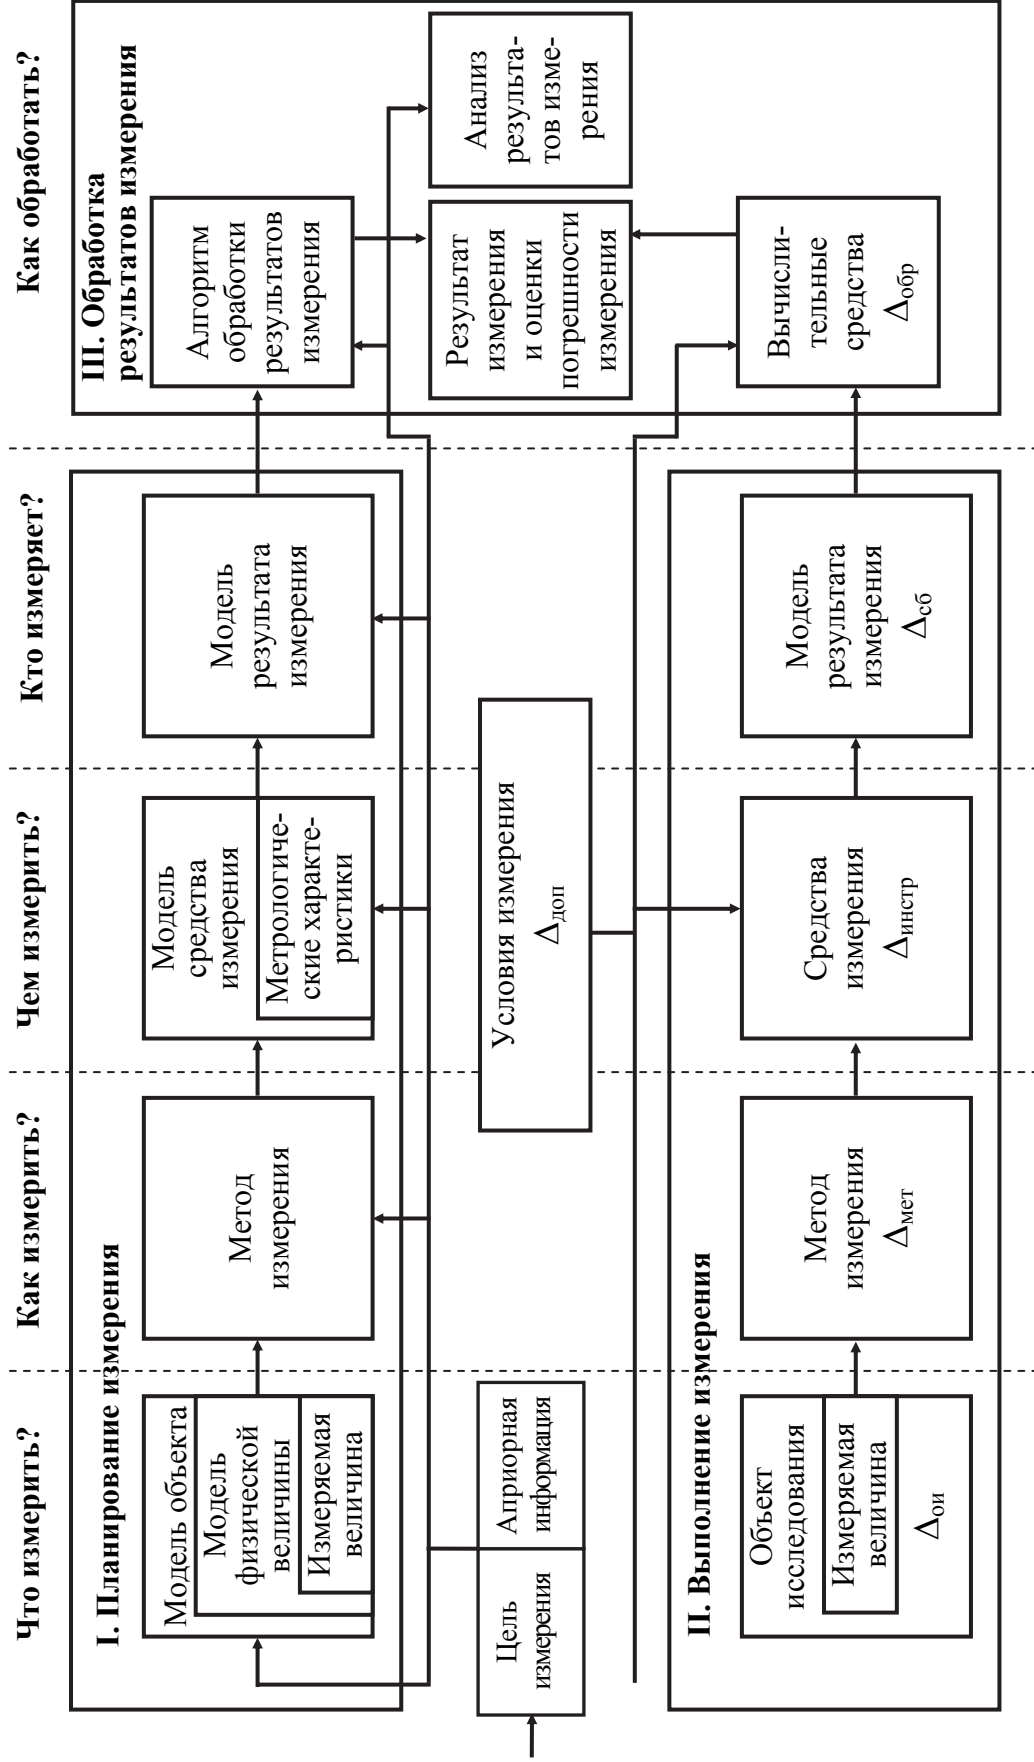 Что измерить?
Как измерить?
Чем измерить?
Кто измеряет?
Как обработать?
I. Планирование измерения
Модель объекта
Модель
физической
величины
Измеряемая
величина
Метод
измерения
Модель
средства
измерения
Метрологиче-
ские характе-
ристики
Модель
результата
измерения
III. Обработка
результатов измерения
Алгоритм
обработки
результатов
измерения
Результат
измерения
и оценки
погрешности
измерения
Анализ
результа-
тов изме-
рения
Вычисли-
тельные
средства
Δобр
Цель
измерения
Априорная
информация
Условия измерения
Δдоп
II. Выполнение измерения
Объект
исследования
Измеряемая
величина
Δои
Метод
измерения
Δмет
Средства
измерения
Δинстр
Модель
результата
измерения
Δсб